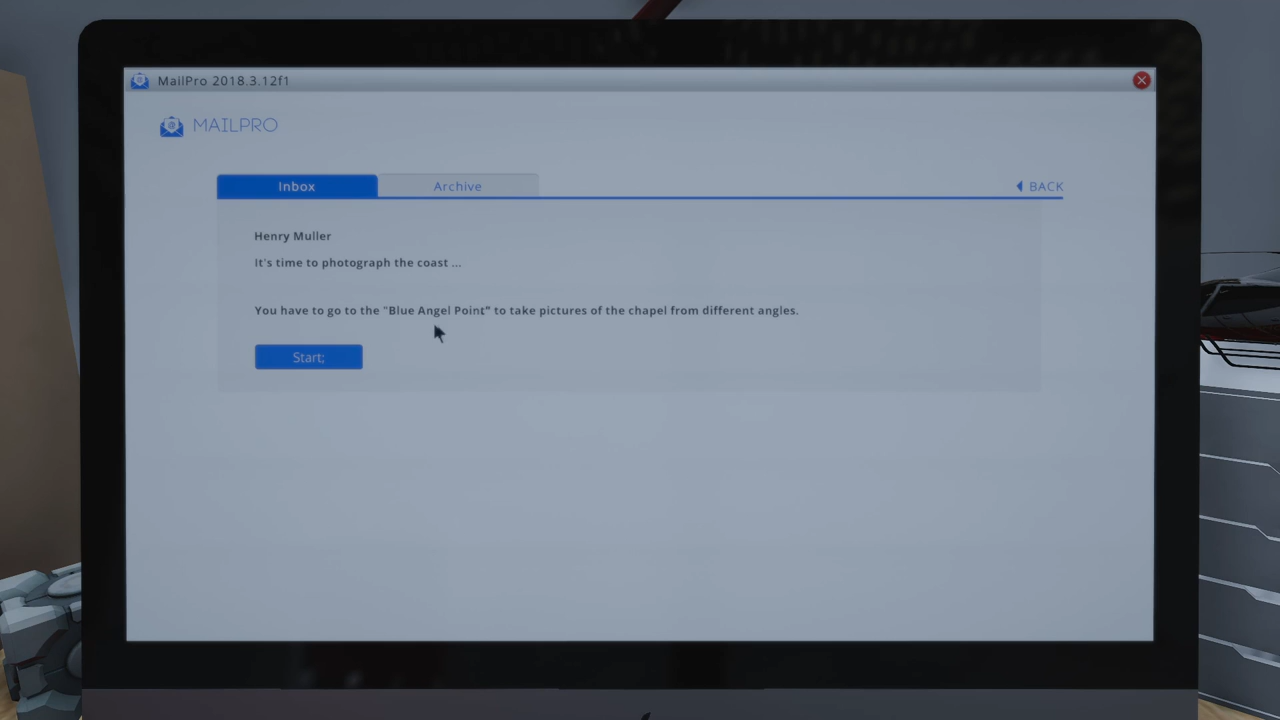 MailPro 2018.3.12f1
MAILPRO
Inbox
Archive
BACK
Henry Muller
It's time to photograph the coast ...
You have to go to the "Blue Angel Point" to take pictures of the chapel from different angles.
Start;